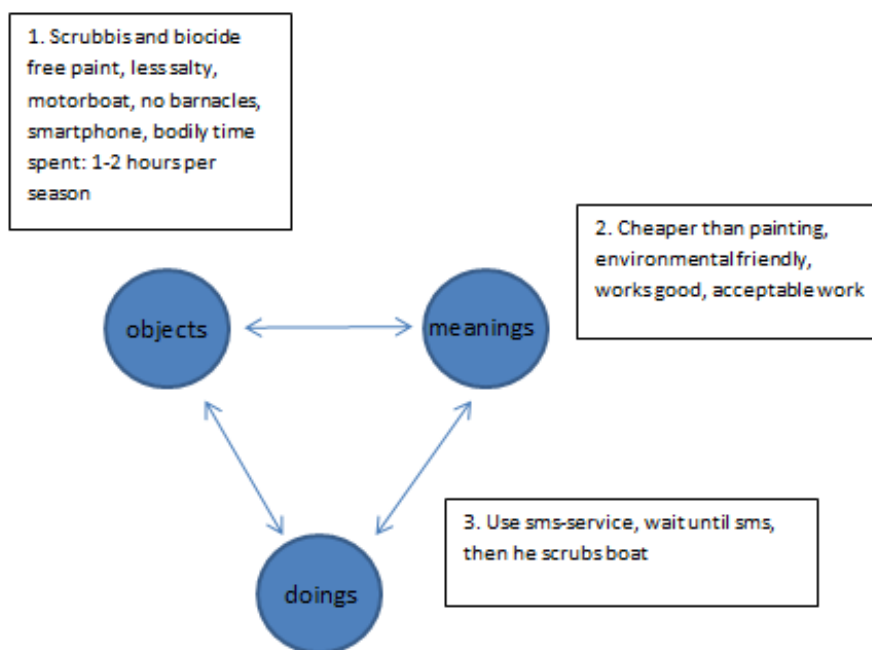 1. Scrubbis and biocide
free paint, less salty,
motorboat, no barnacles,
smartphone, bodily time
spent: 1-2 hours per
season
2. Cheaper than painting,
environmental friendly,
works good, acceptable work
objects
meanings
3. Use sms-service, wait until sms,
then he scrubs boat
doings